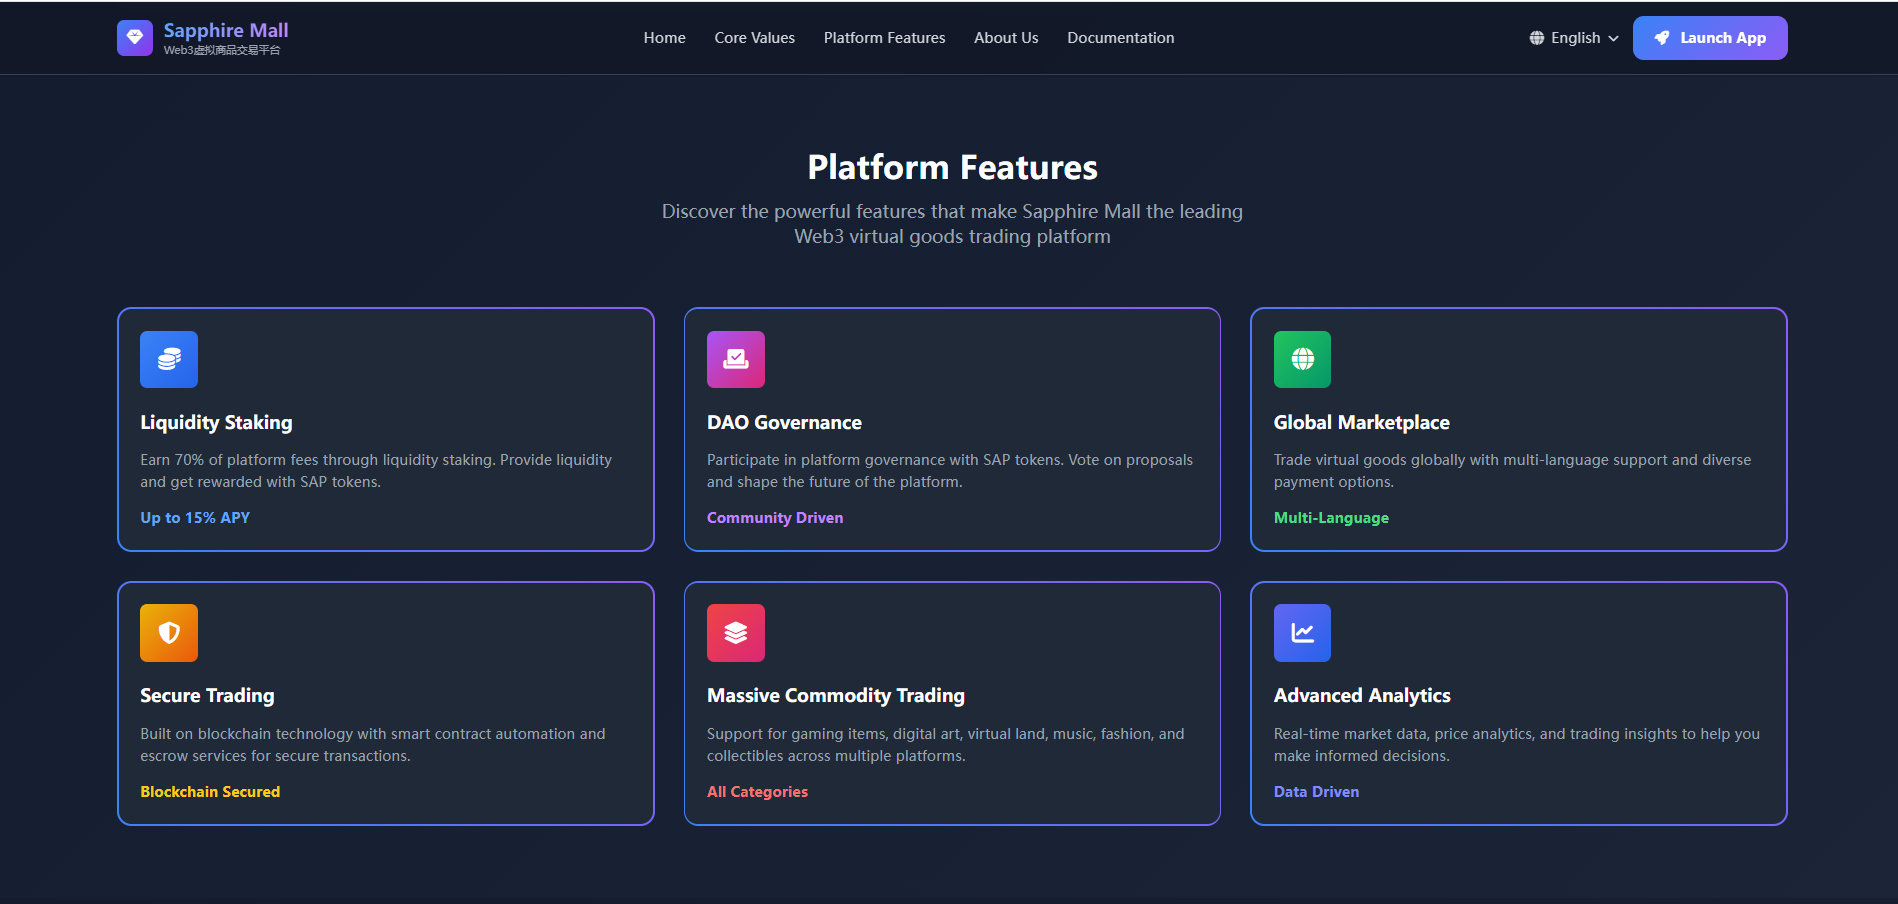 Sapphire Mall
Web3虚拟商品交易平台
Home
Core Values
Platform Features
About Us
Documentation
English
Launch App
Platform Features
Discover the powerful features that make Sapphire Mall the leading
Web3 virtual goods trading platform
Liquidity Staking
Earn 70% of platform fees through liquidity staking. Provide liquidity
and get rewarded with SAP tokens.
Up to 15% APY
DAO Governance
Participate in platform governance with SAP tokens. Vote on proposals
and shape the future of the platform.
Community Driven
Global Marketplace
Trade virtual goods globally with multi-language support and diverse
payment options.
Multi-Language
Secure Trading
Built on blockchain technology with smart contract automation and
escrow services for secure transactions.
Blockchain Secured
Massive Commodity Trading
Support for gaming items, digital art, virtual land, music, fashion, and
collectibles across multiple platforms.
All Categories
Advanced Analytics
Real-time market data, price analytics, and trading insights to help you
make informed decisions.
Data Driven